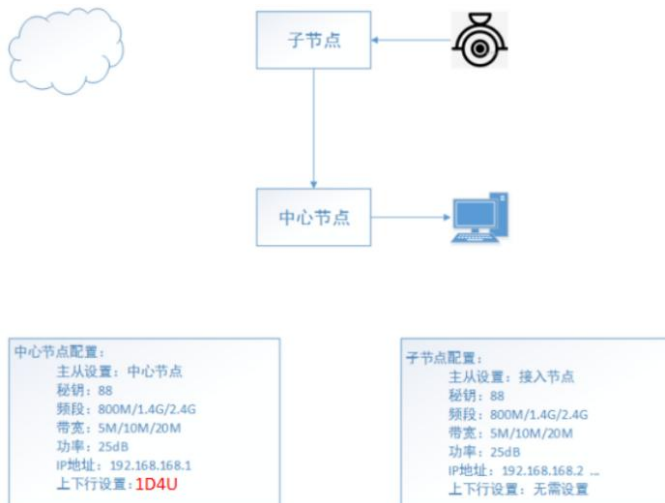 子节点
中心节点
中心节点配置：
主从设置：中心节点
秘钥：88
频段：800M/1.4G/2.4G
带宽：5M/10M/20M
功率：25dB
IP地址：192.168.168.1
上下行设置：1D4U
子节点配置：
主从设置：接入节点
秘钥：88
频段：800M/1.4G/2.4G
带宽：5M/10M/20M
功率：25dB
IP地址：192.168.168.2 ...
上下行设置：无需设置